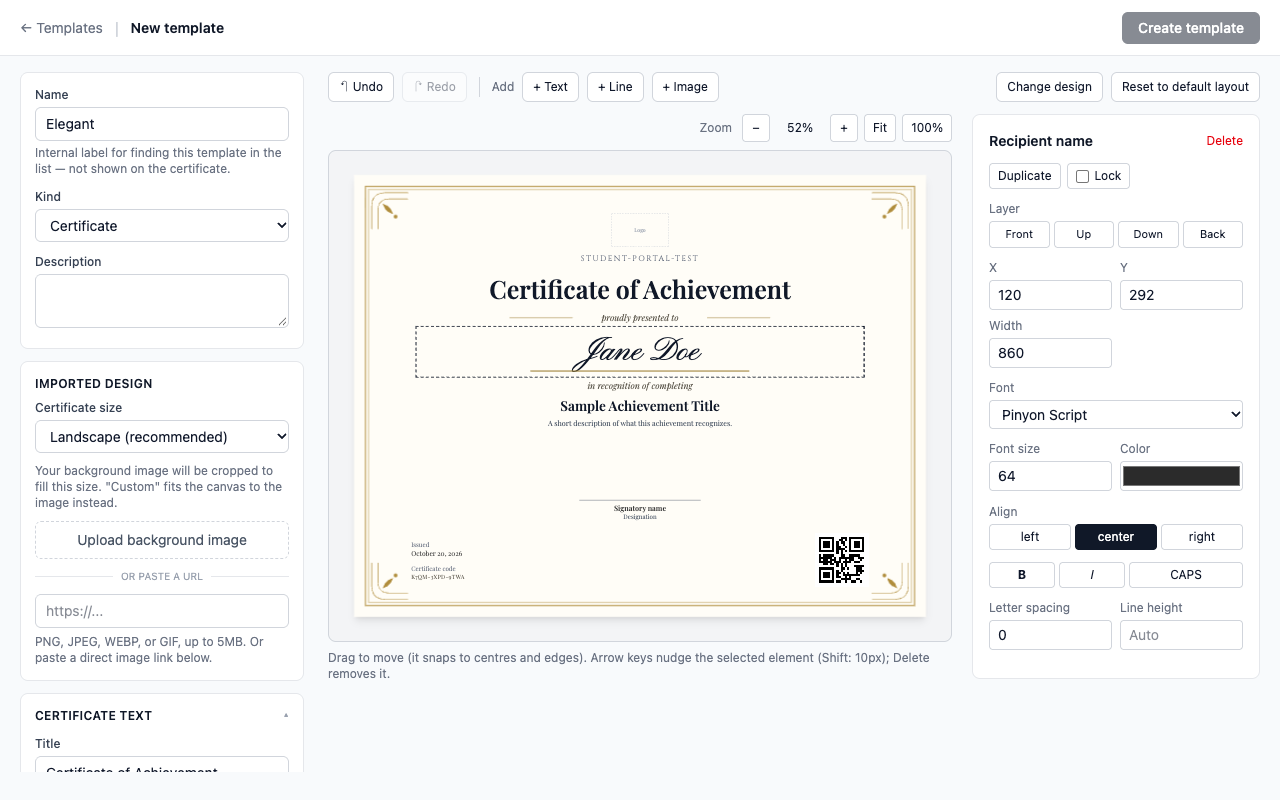 ← Templates | New template
Create template
Name
Elegant
Internal label for finding this template in the
list — not shown on the certificate.
Kind
Certificate
Description
IMPORTED DESIGN
Certificate size
Landscape (recommended)
Your background image will be cropped to
fill this size. "Custom" fits the canvas to the
image instead.
Upload background image
OR PASTE A URL
https://...
PNG, JPEG, WEBP, or GIF, up to 5MB. Or
paste a direct image link below.
CERTIFICATE TEXT
Title
Certificate of Achievement
Undo Redo Add + Text + Line + Image
Change design Reset to default layout
Zoom − 52% + Fit 100%
Logo
STUDENT-PORTAL-TEST
Certificate of Achievement
proudly presented to
Jane Doe
in recognition of completing
Sample Achievement Title
A short description of what this achievement recognizes.
Signatory name
Designation
Issued
October 20, 2026
Certificate code
K7QM-3XPD-9TWA
Drag to move (it snaps to centres and edges). Arrow keys nudge the selected element (Shift: 10px); Delete
removes it.
Recipient name Delete
Duplicate Lock
Layer
Front Up Down Back
X Y
120 292
Width
860
Font
Pinyon Script
Font size Color
64
Align
left center right
B I CAPS
Letter spacing Line height
0 Auto